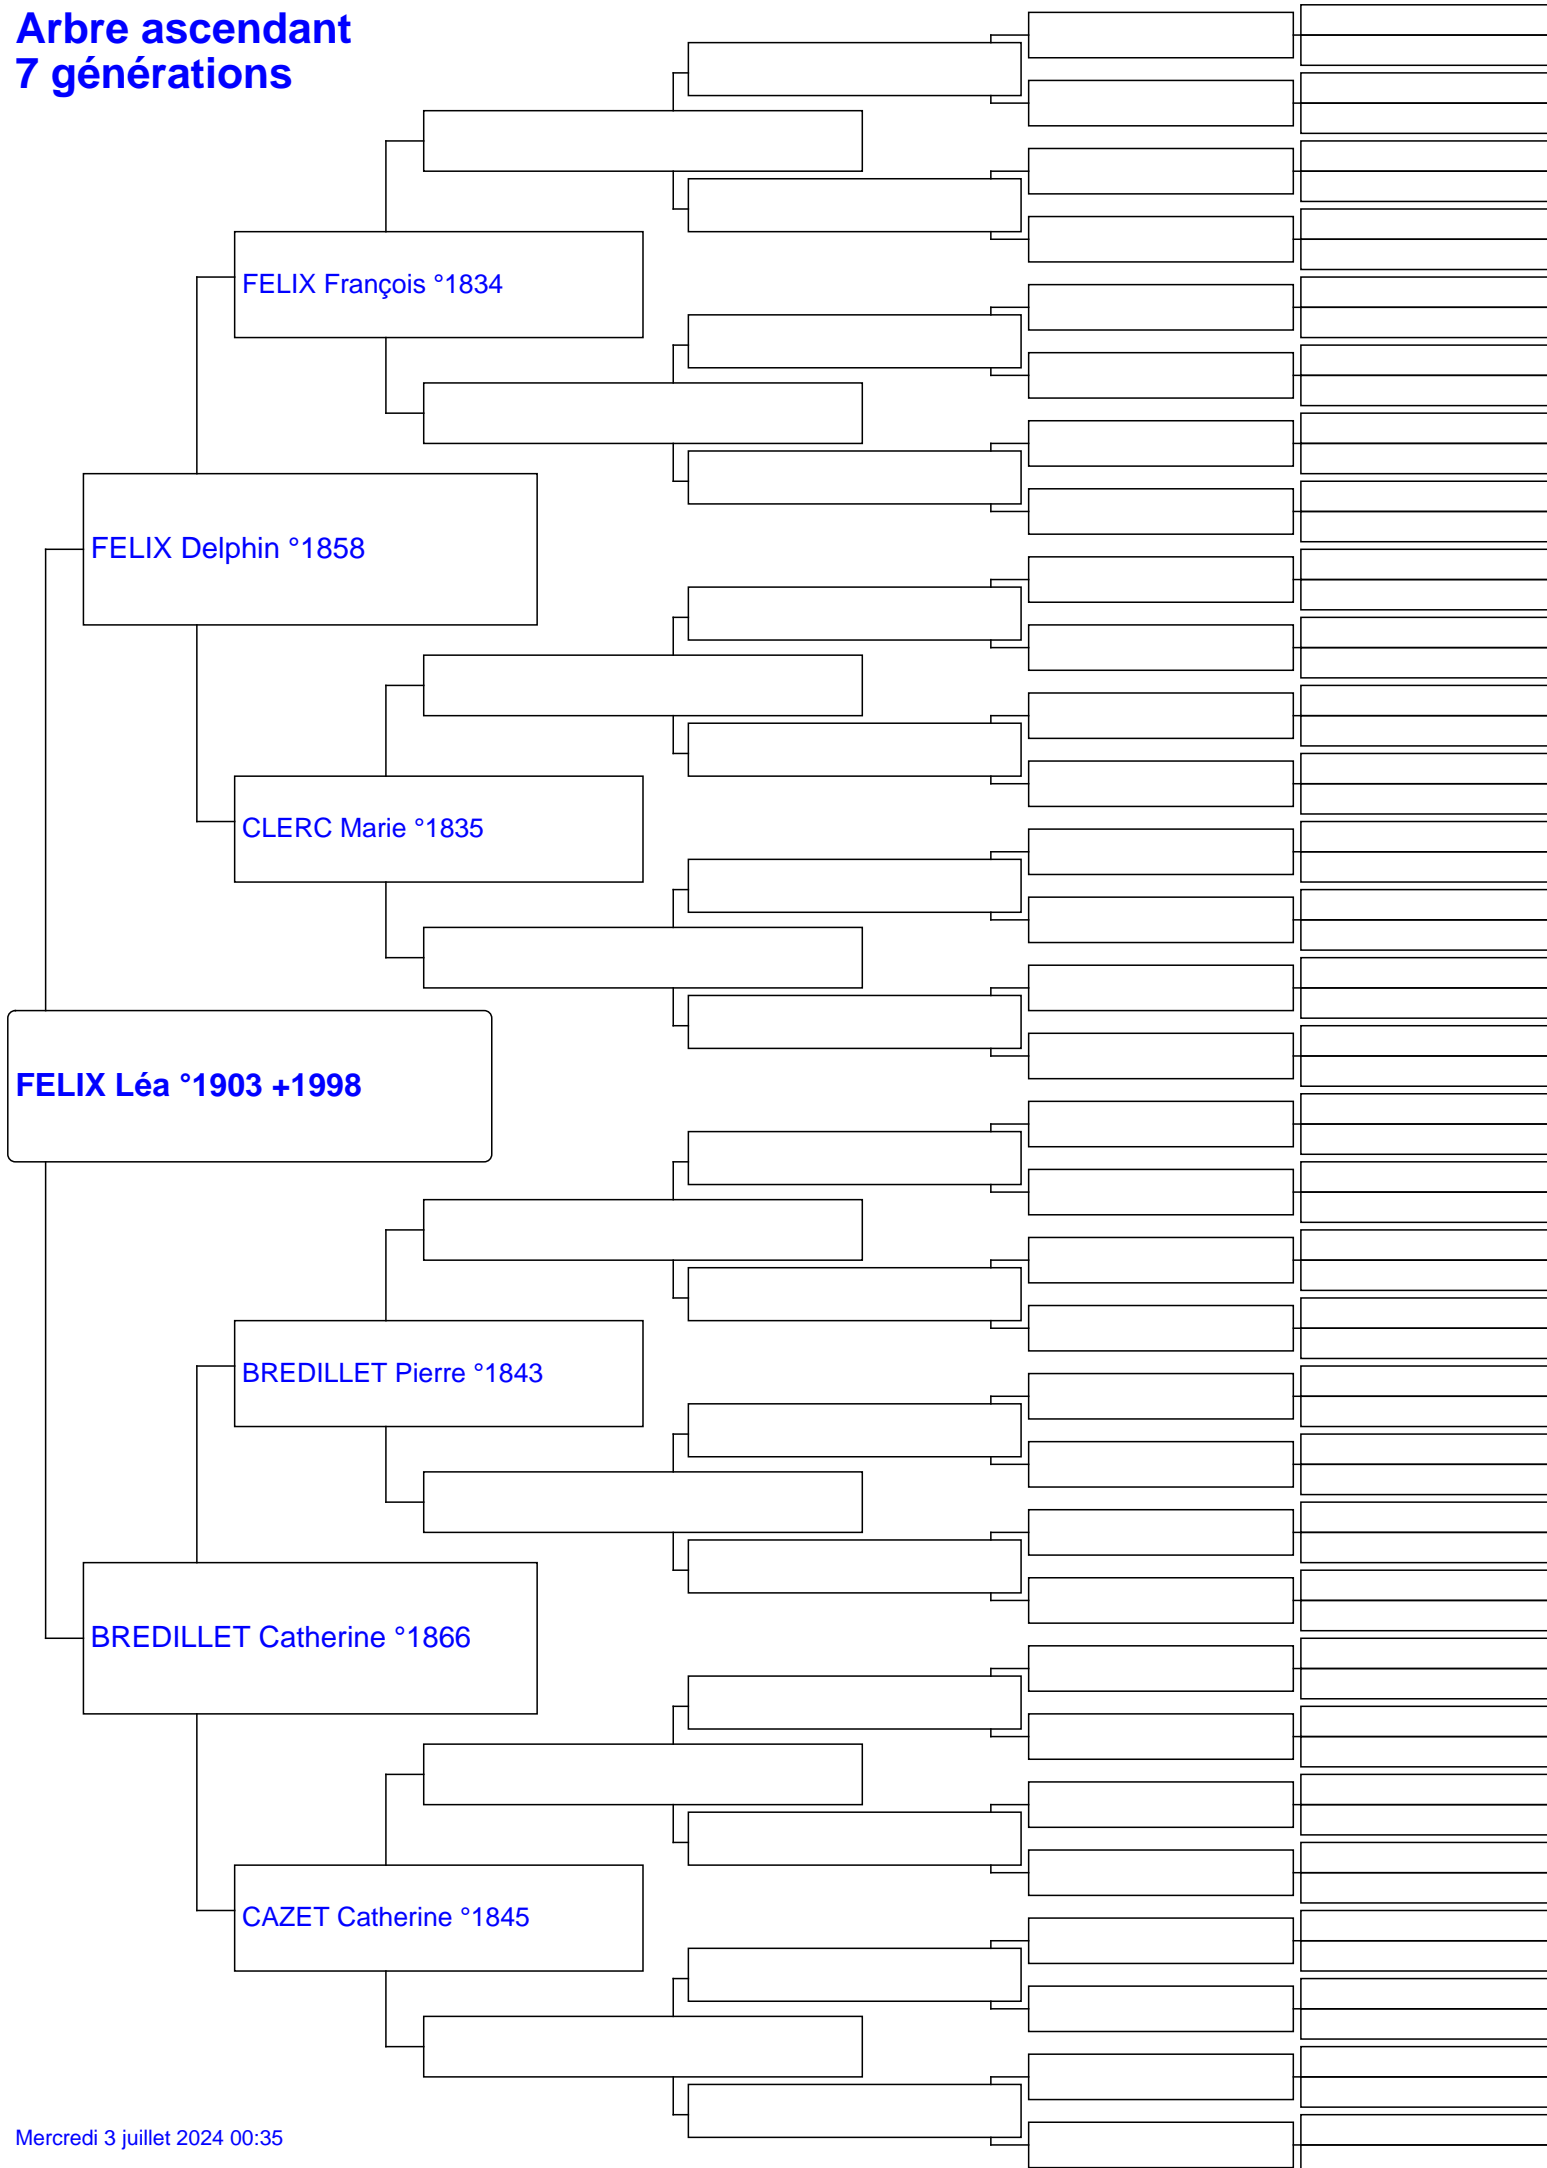 Arbre ascendant
7 générations
FELIX François °1834
FELIX Delphin °1858
CLERC Marie °1835
FELIX Léa °1903 +1998
BREDILLET Pierre °1843
BREDILLET Catherine °1866
CAZET Catherine °1845
Mercredi 3 juillet 2024 00:35